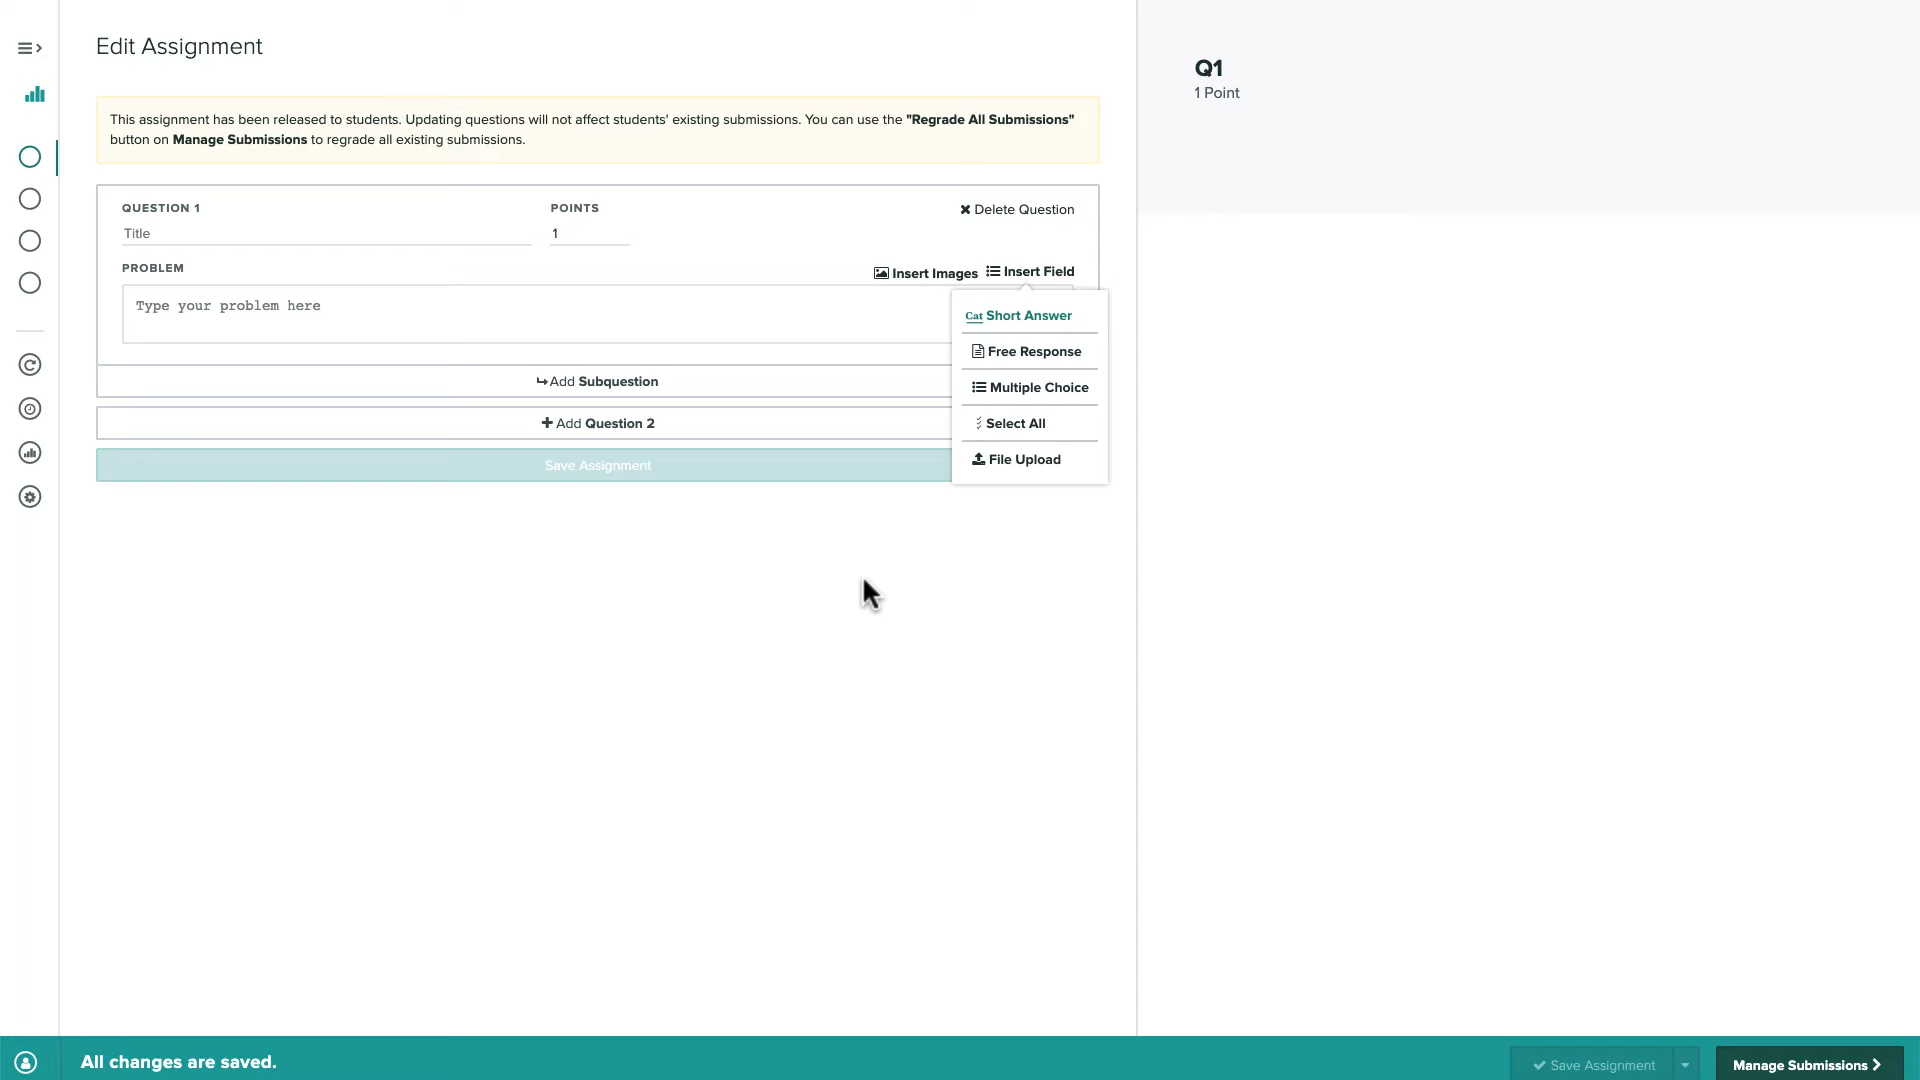 Edit Assignment
This assignment has been released to students. Updating questions will not affect students' existing submissions. You can use the "Regrade All Submissions"
button on Manage Submissions to regrade all existing submissions.
QUESTION 1
POINTS
Delete Question
Title
1
PROBLEM
Insert Images
Insert Field
Type your problem here
Cat Short Answer
Free Response
Multiple Choice
Select All
File Upload
Add Subquestion
Add Question 2
Save Assignment
Q1
1 Point
All changes are saved.
Save Assignment
Manage Submissions